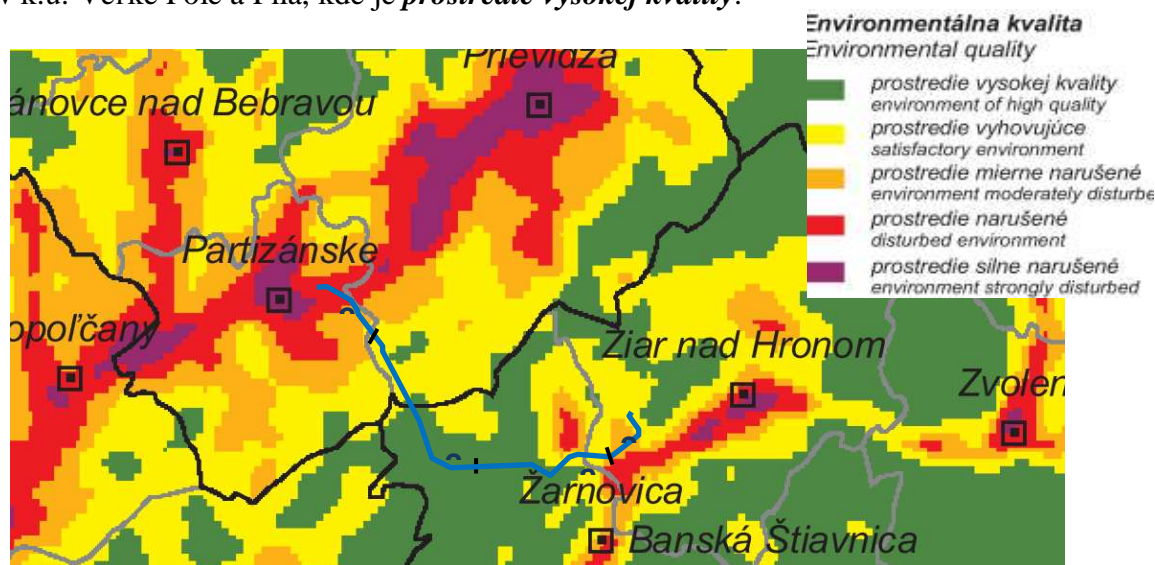 v k.ú. Veľké Pole a Píla, kde je prostredie vysokej kvality.
Environmentálna kvalita
Environmental quality
prostredie vysokej kvality
environment of high quality
prostredie vyhovujúce
satisfactory environment
prostredie mierne narušené
environment moderately disturbe
prostredie narušené
disturbed environment
prostredie silne narušené
environment strongly disturbed
Prievidza
ánovce nad Bebravou
Partizánske
opoľčany
Žiar nad Hronom
Zvolen
Žarnovica
Banská Štiavnica